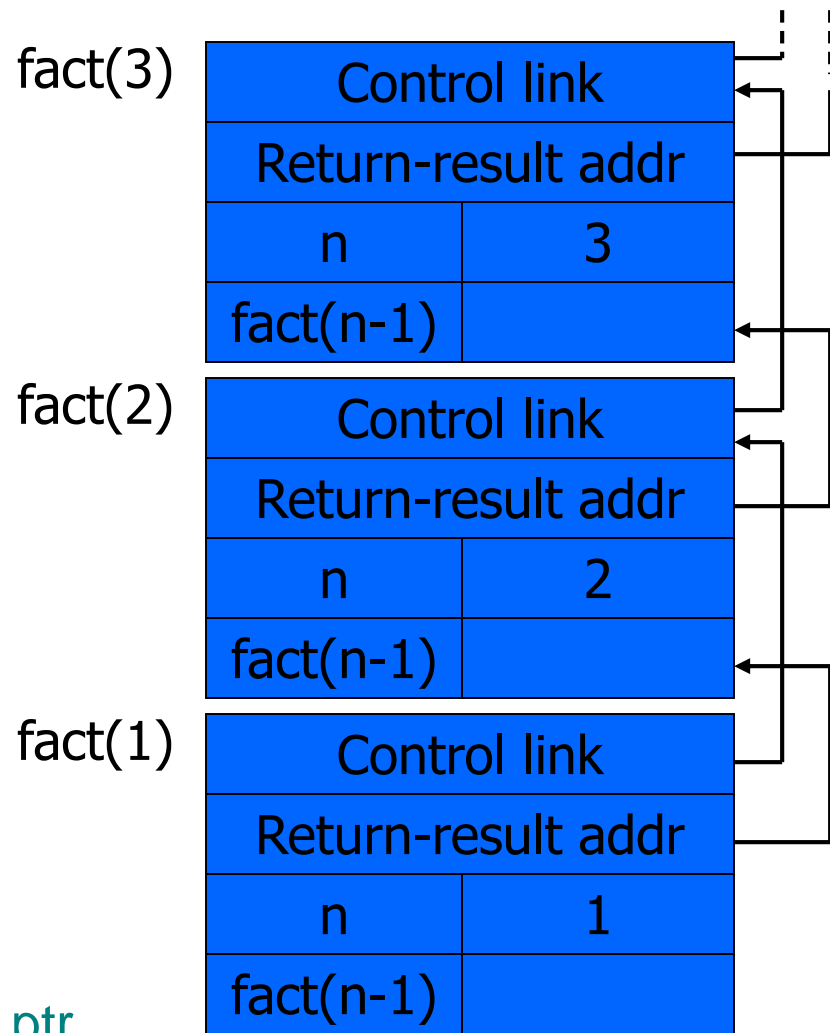 fact(3)
Control link
Return-result addr
n 3
fact(n-1)
fact(2)
Control link
Return-result addr
n 2
fact(n-1)
fact(1)
Control link
Return-result addr
n 1
fact(n-1)
ptr